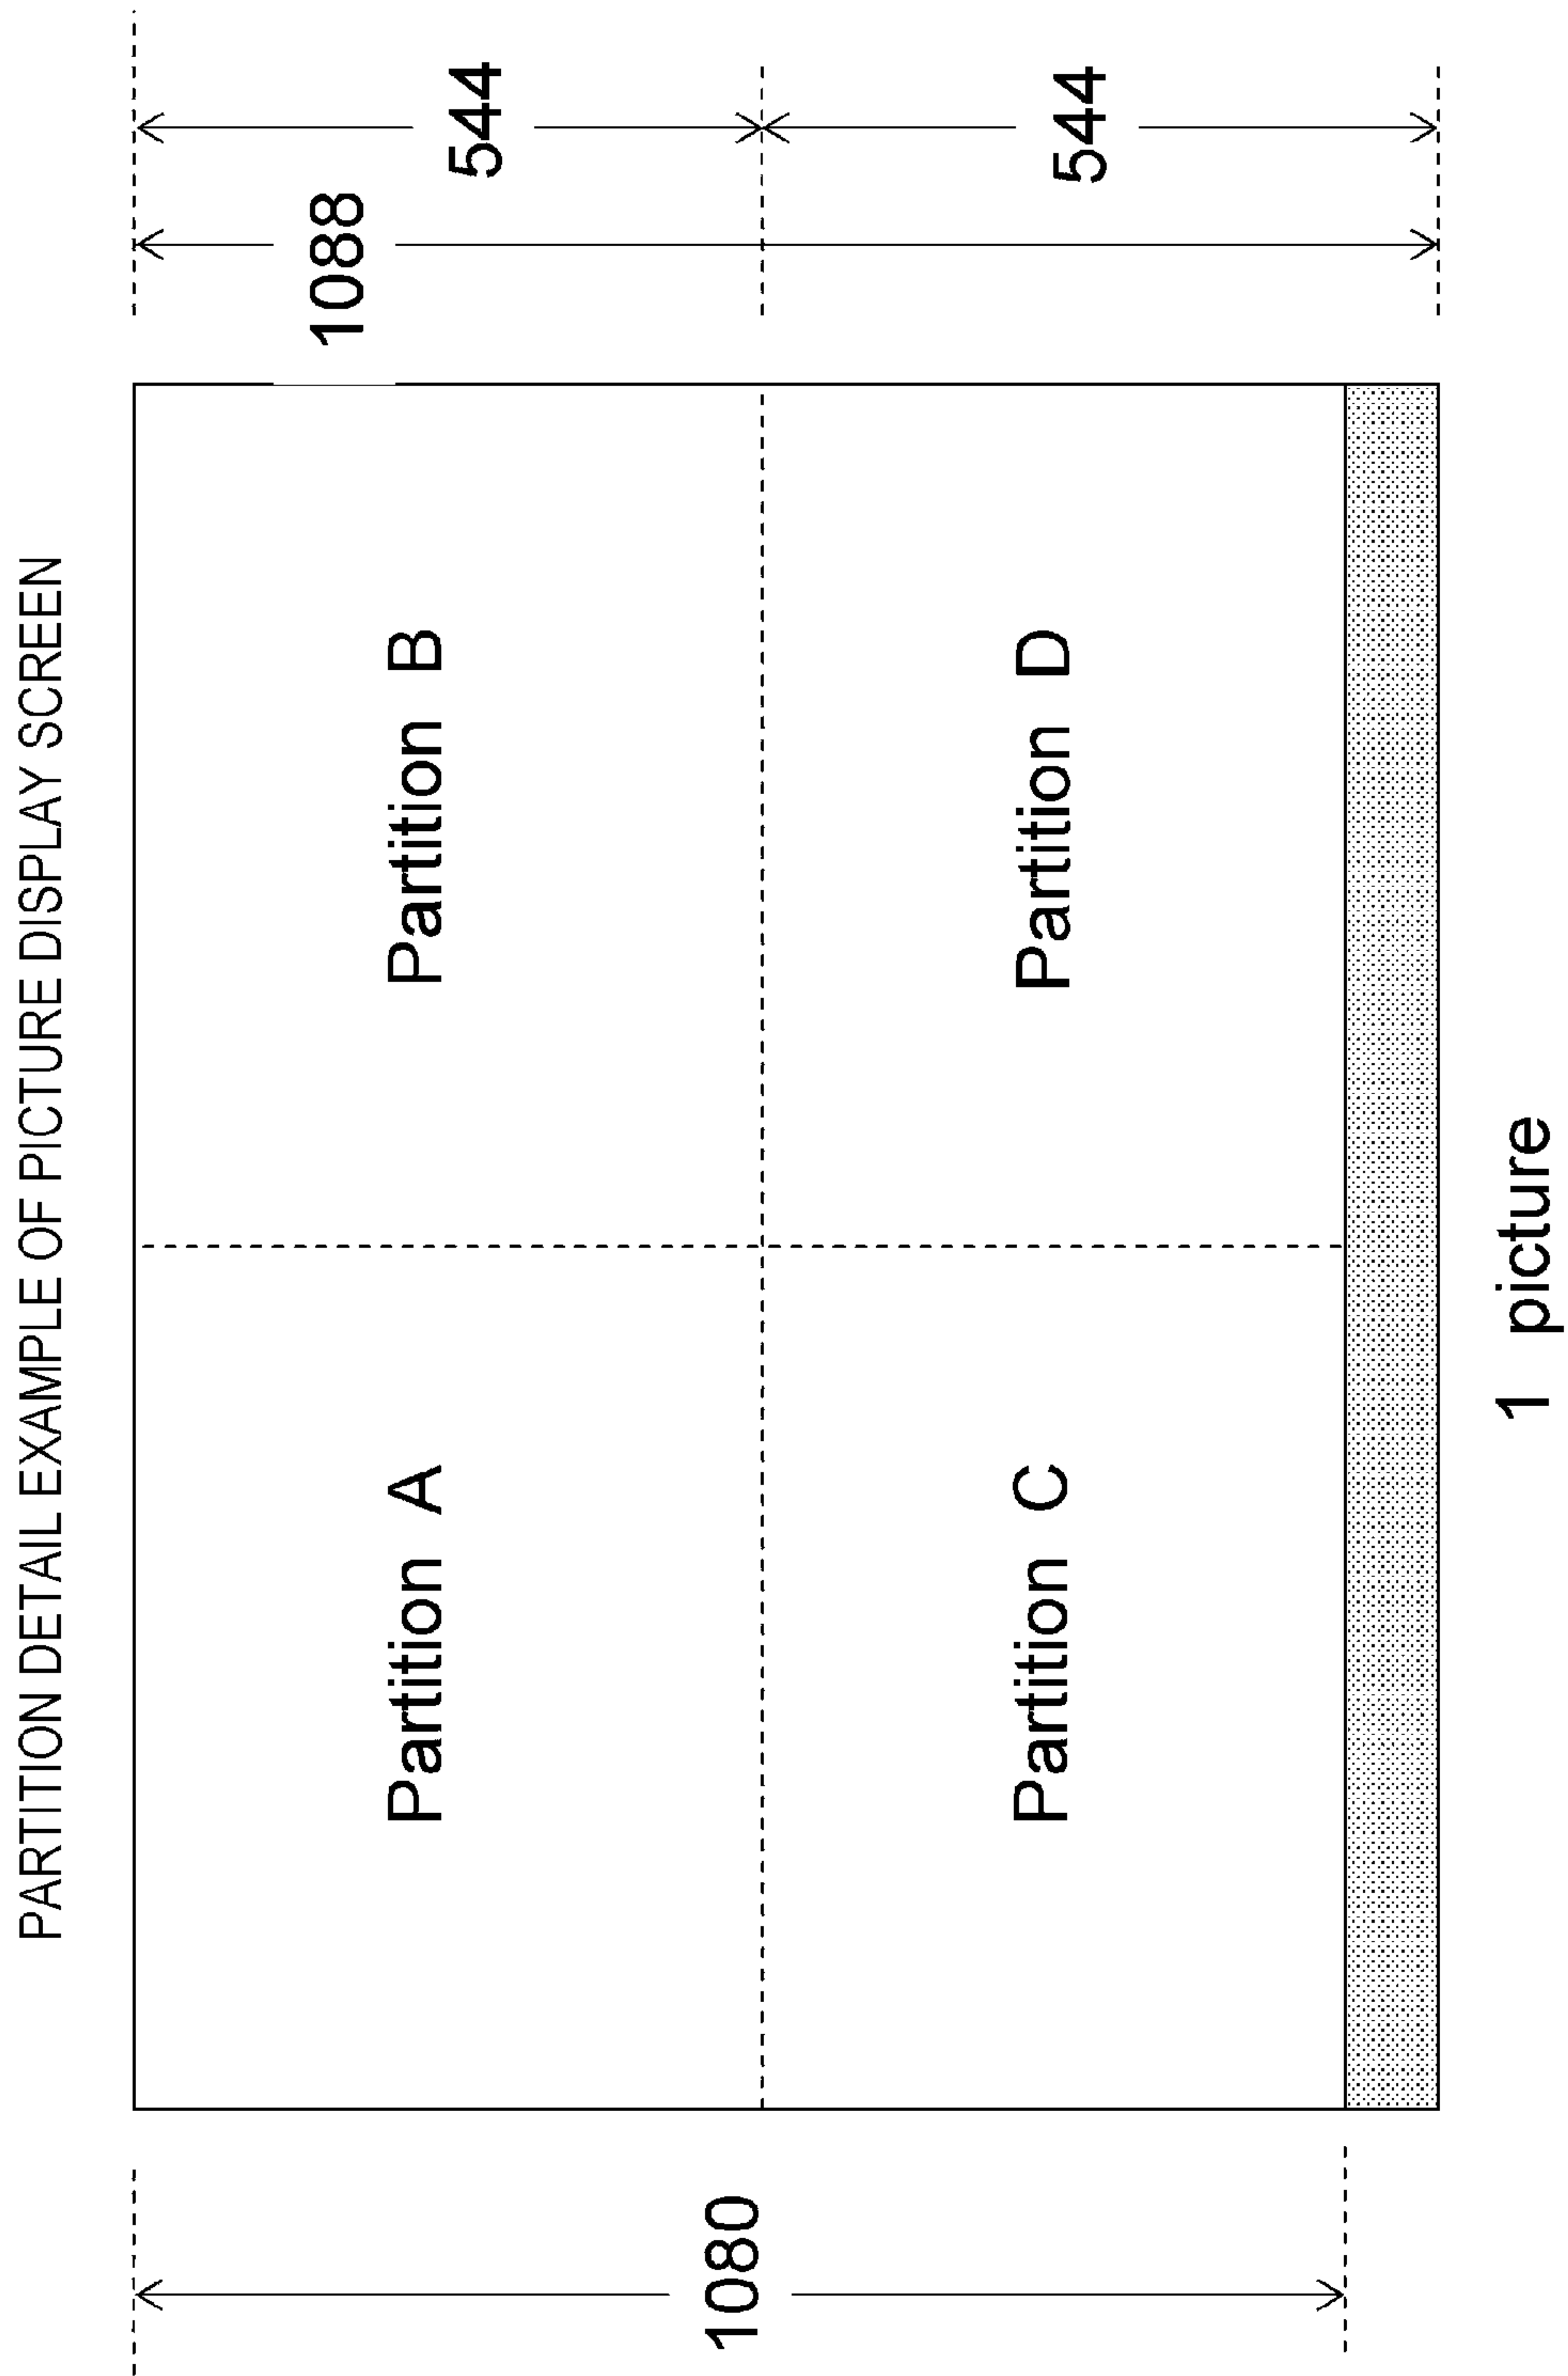 PARTITION DETAIL EXAMPLE OF PICTURE DISPLAY SCREEN
1088
Partition A
Partition B
544
1080
Partition C
Partition D
544
1 picture